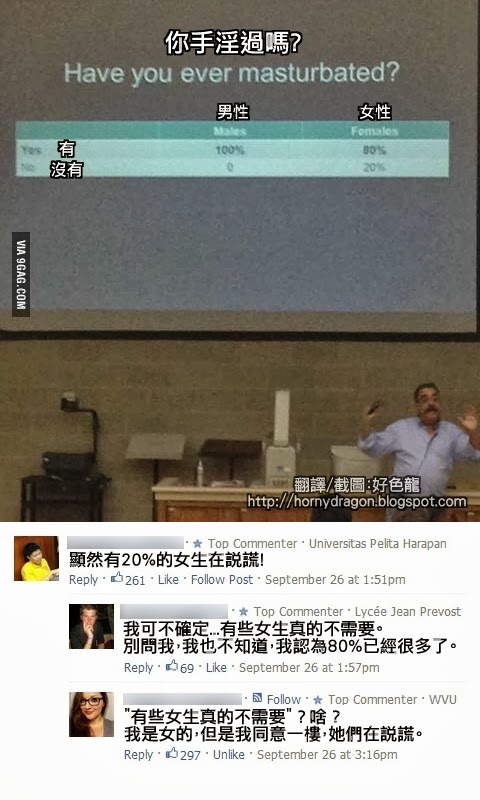 你手淫過嗎?
Have you ever masturbated?
男性 女性
Males Females
Yes 有 100% 80%
No 沒有 0 20%
VIA 9GAG.COM
翻譯/截圖:好色龍
http://hornydragon.blogspot.com
· Top Commenter · Universitas Pelita Harapan
顯然有20%的女生在説謊!
Reply · 261 · Like · Follow Post · September 26 at 1:51pm
· Top Commenter · Lycée Jean Prevost
我可不確定...有些女生真的不需要。
別問我,我也不知道,我認為80%已經很多了。
Reply · 69 · Like · September 26 at 1:57pm
· Follow · Top Commenter · WVU
"有些女生真的不需要" ? 啥 ?
我是女的,但是我同意一樓,她們在説謊。
Reply · 297 · Unlike · September 26 at 3:16pm